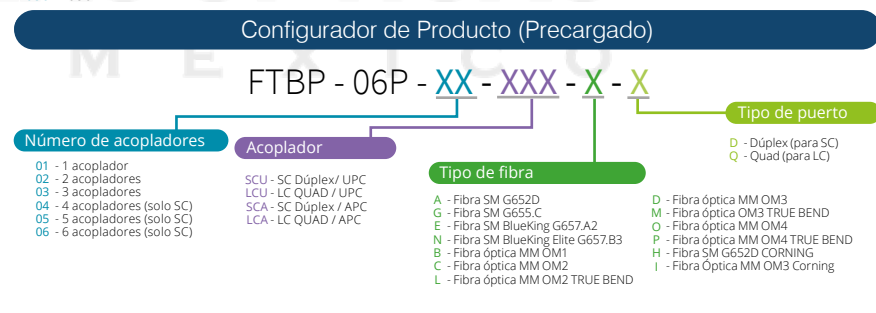 Configurador de Producto (Precargado)
MEXICO
FTBP - 06P - XX - XXX - X - X
Tipo de puerto
D - Dúplex (para SC)
Q - Quad (para LC)
Número de acopladores
01 - 1 acoplador
02 - 2 acopladores
03 - 3 acopladores
04 - 4 acopladores (solo SC)
05 - 5 acopladores (solo SC)
06 - 6 acopladores (solo SC)
Acoplador
SCU - SC Dúplex/ UPC
LCU - LC QUAD / UPC
SCA - SC Dúplex / APC
LCA - LC QUAD / APC
Tipo de fibra
A - Fibra SM G652D
G - Fibra SM G655.C
E - Fibra SM BlueKing G657.A2
N - Fibra SM BlueKing Elite G657.B3
B - Fibra óptica MM OM1
C - Fibra óptica MM OM2
L - Fibra óptica MM OM2 TRUE BEND
D - Fibra óptica MM OM3
M - Fibra óptica OM3 TRUE BEND
O - Fibra óptica MM OM4
P - Fibra óptica MM OM4 TRUE BEND
H - Fibra SM G652D CORNING
I - Fibra Óptica MM OM3 Corning